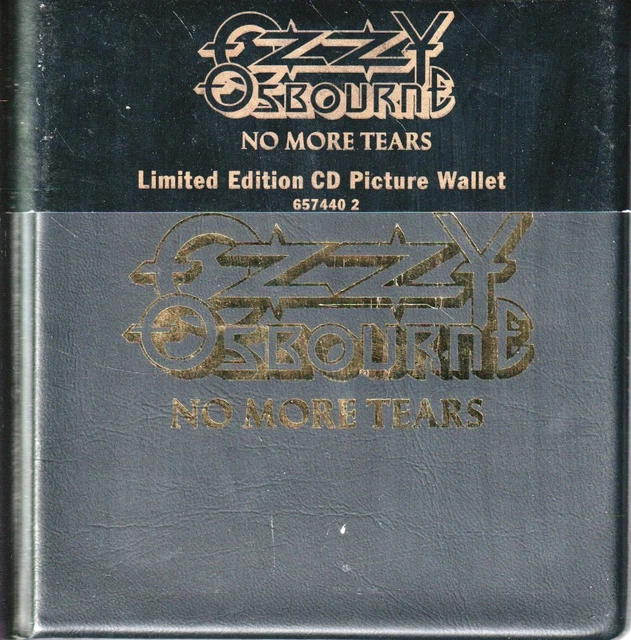 OZZY
OSBOURNE
NO MORE TEARS
Limited Edition CD Picture Wallet
657440 2
OZZY
OSBOURNE
NO MORE TEARS